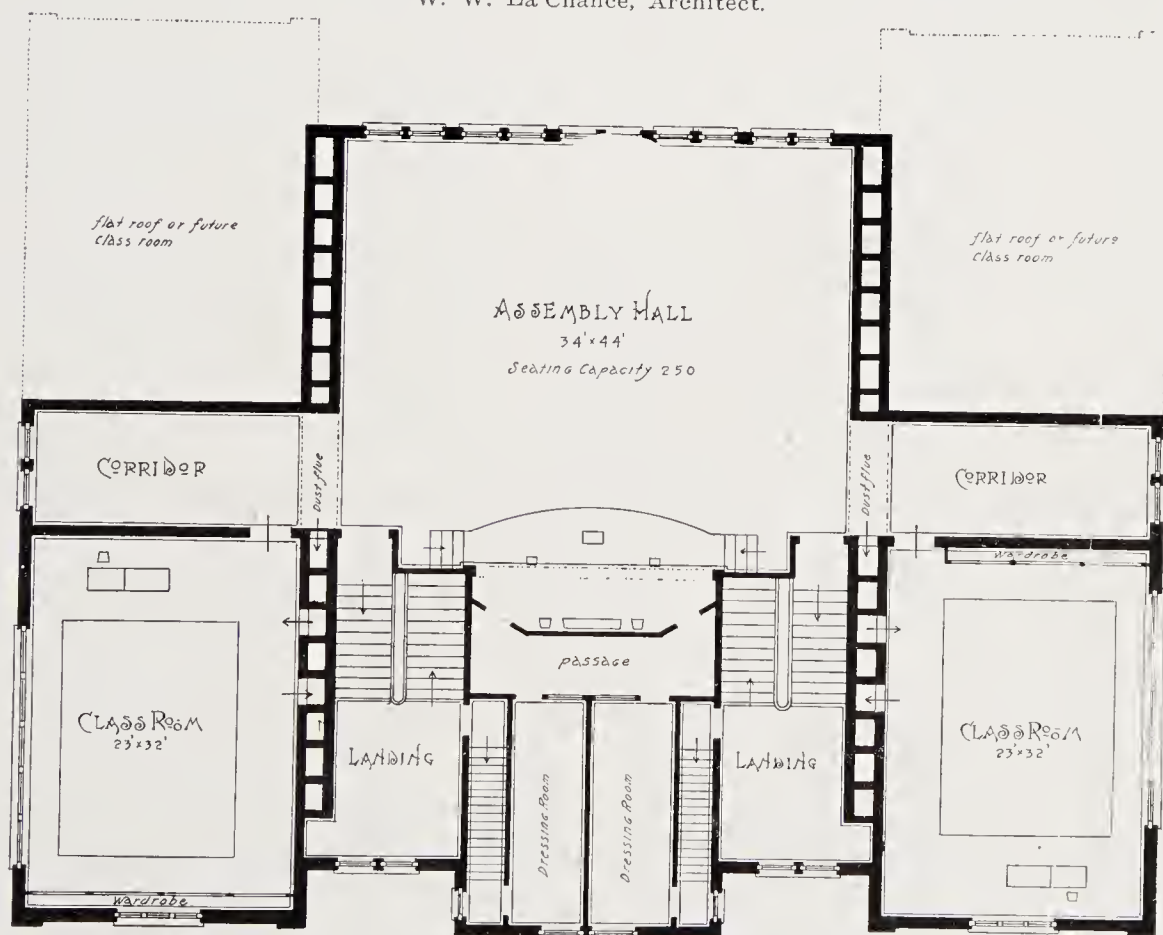 W. W. La Chance, Architect.
flat roof or future
class room
flat roof or future
class room
ASSEMBLY HALL
34'×44'
Seating Capacity 250
CORRIDOR
Dust flue
Dust flue
CORRIDOR
wardrobe
passage
CLASS ROOM
23'×32'
LANDING
Dressing Room
Dressing Room
LANDING
CLASS ROOM
23'×32'
wardrobe